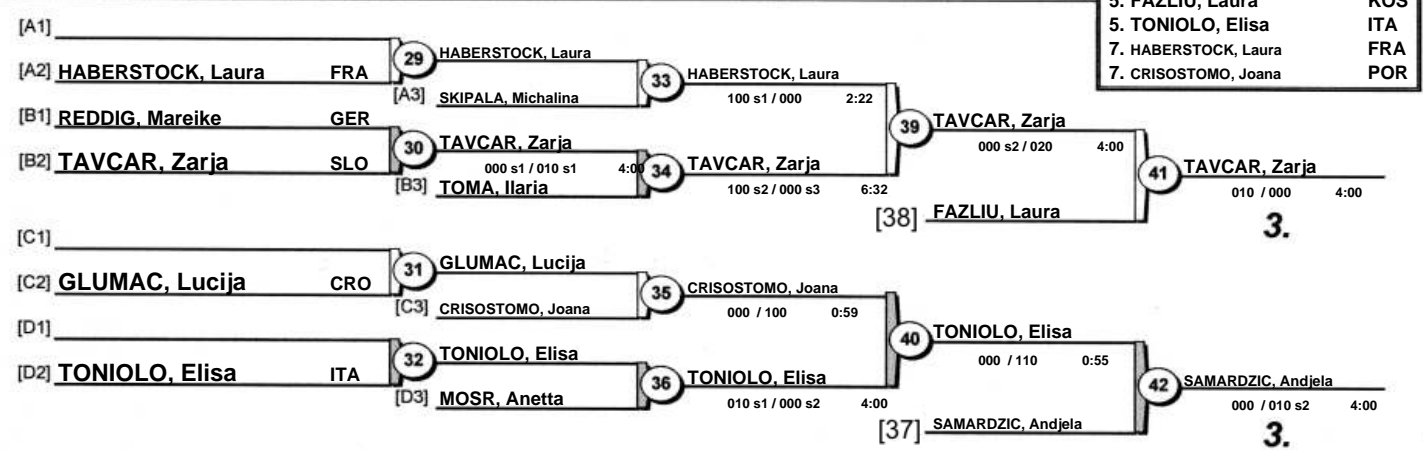 5. FAZLIU, Laura KOS
5. TONIOLO, Elisa ITA
7. HABERSTOCK, Laura FRA
7. CRISOSTOMO, Joana POR
[A1]
[A2] HABERSTOCK, Laura FRA
29 HABERSTOCK, Laura
[A3] SKIPALA, Michalina
33 HABERSTOCK, Laura
100 s1 / 000 2:22
[B1] REDDIG, Mareike GER
[B2] TAVCAR, Zarja SLO
30 TAVCAR, Zarja
000 s1 / 010 s1 4:00
[B3] TOMA, Ilaria
34 TAVCAR, Zarja
100 s2 / 000 s3 6:32
39 TAVCAR, Zarja
000 s2 / 020 4:00
[38] FAZLIU, Laura
41 TAVCAR, Zarja
010 / 000 4:00
3.
[C1]
[C2] GLUMAC, Lucija CRO
31 GLUMAC, Lucija
[C3] CRISOSTOMO, Joana
35 CRISOSTOMO, Joana
000 / 100 0:59
[D1]
[D2] TONIOLO, Elisa ITA
32 TONIOLO, Elisa
[D3] MOSR, Anetta
36 TONIOLO, Elisa
010 s1 / 000 s2 4:00
40 TONIOLO, Elisa
000 / 110 0:55
[37] SAMARDZIC, Andjela
42 SAMARDZIC, Andjela
000 / 010 s2 4:00
3.